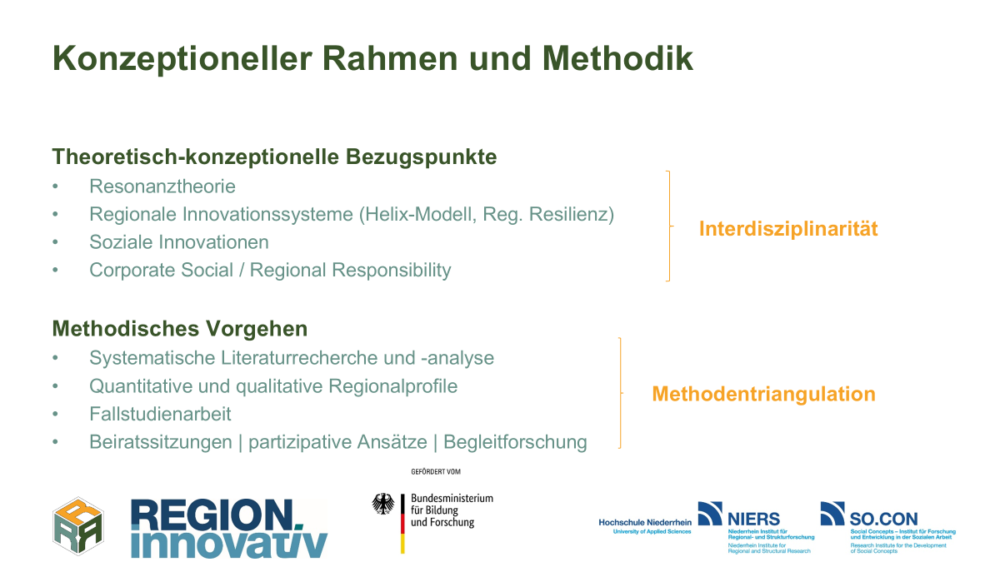 Konzeptioneller Rahmen und Methodik
Theoretisch-konzeptionelle Bezugspunkte
• Resonanztheorie
• Regionale Innovationssysteme (Helix-Modell, Reg. Resilienz)
• Soziale Innovationen
• Corporate Social / Regional Responsibility
Interdisziplinarität
Methodisches Vorgehen
• Systematische Literaturrecherche und -analyse
• Quantitative und qualitative Regionalprofile
• Fallstudienarbeit
• Beiratssitzungen | partizipative Ansätze | Begleitforschung
Methodentriangulation
REGION.
innovativ
GEFÖRDERT VOM
Bundesministerium
für Bildung
und Forschung
Hochschule Niederrhein
University of Applied Sciences
NIERS
Niederrhein Institut für
Regional- und Strukturforschung
Niederrhein Institute for
Regional and Structural Research
SO.CON
Social Concepts – Institut für Forschung
und Entwicklung in der Sozialen Arbeit
Research Institute for the Development
of Social Concepts